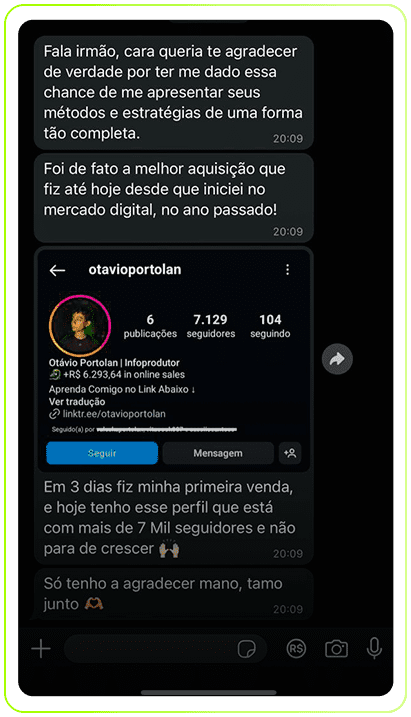 Fala irmão, cara queria te agradecer
de verdade por ter me dado essa
chance de me apresentar seus
métodos e estratégias de uma forma
tão completa.
20:09
Foi de fato a melhor aquisição que
fiz até hoje desde que iniciei no
mercado digital, no ano passado!
20:09
otavioportolan
6 7.129 104
publicações seguidores seguindo
Otávio Portolan | Infoprodutor
+R$ 6.293,64 in online sales
Aprenda Comigo no Link Abaixo ↓
Ver tradução
linktr.ee/otavioportolan
Seguido(a) por
Seguir Mensagem
Em 3 dias fiz minha primeira venda,
e hoje tenho esse perfil que está
com mais de 7 Mil seguidores e não
para de crescer 🙌🏼
20:09
Só tenho a agradecer mano, tamo
junto 🫶🏼
20:09
R$